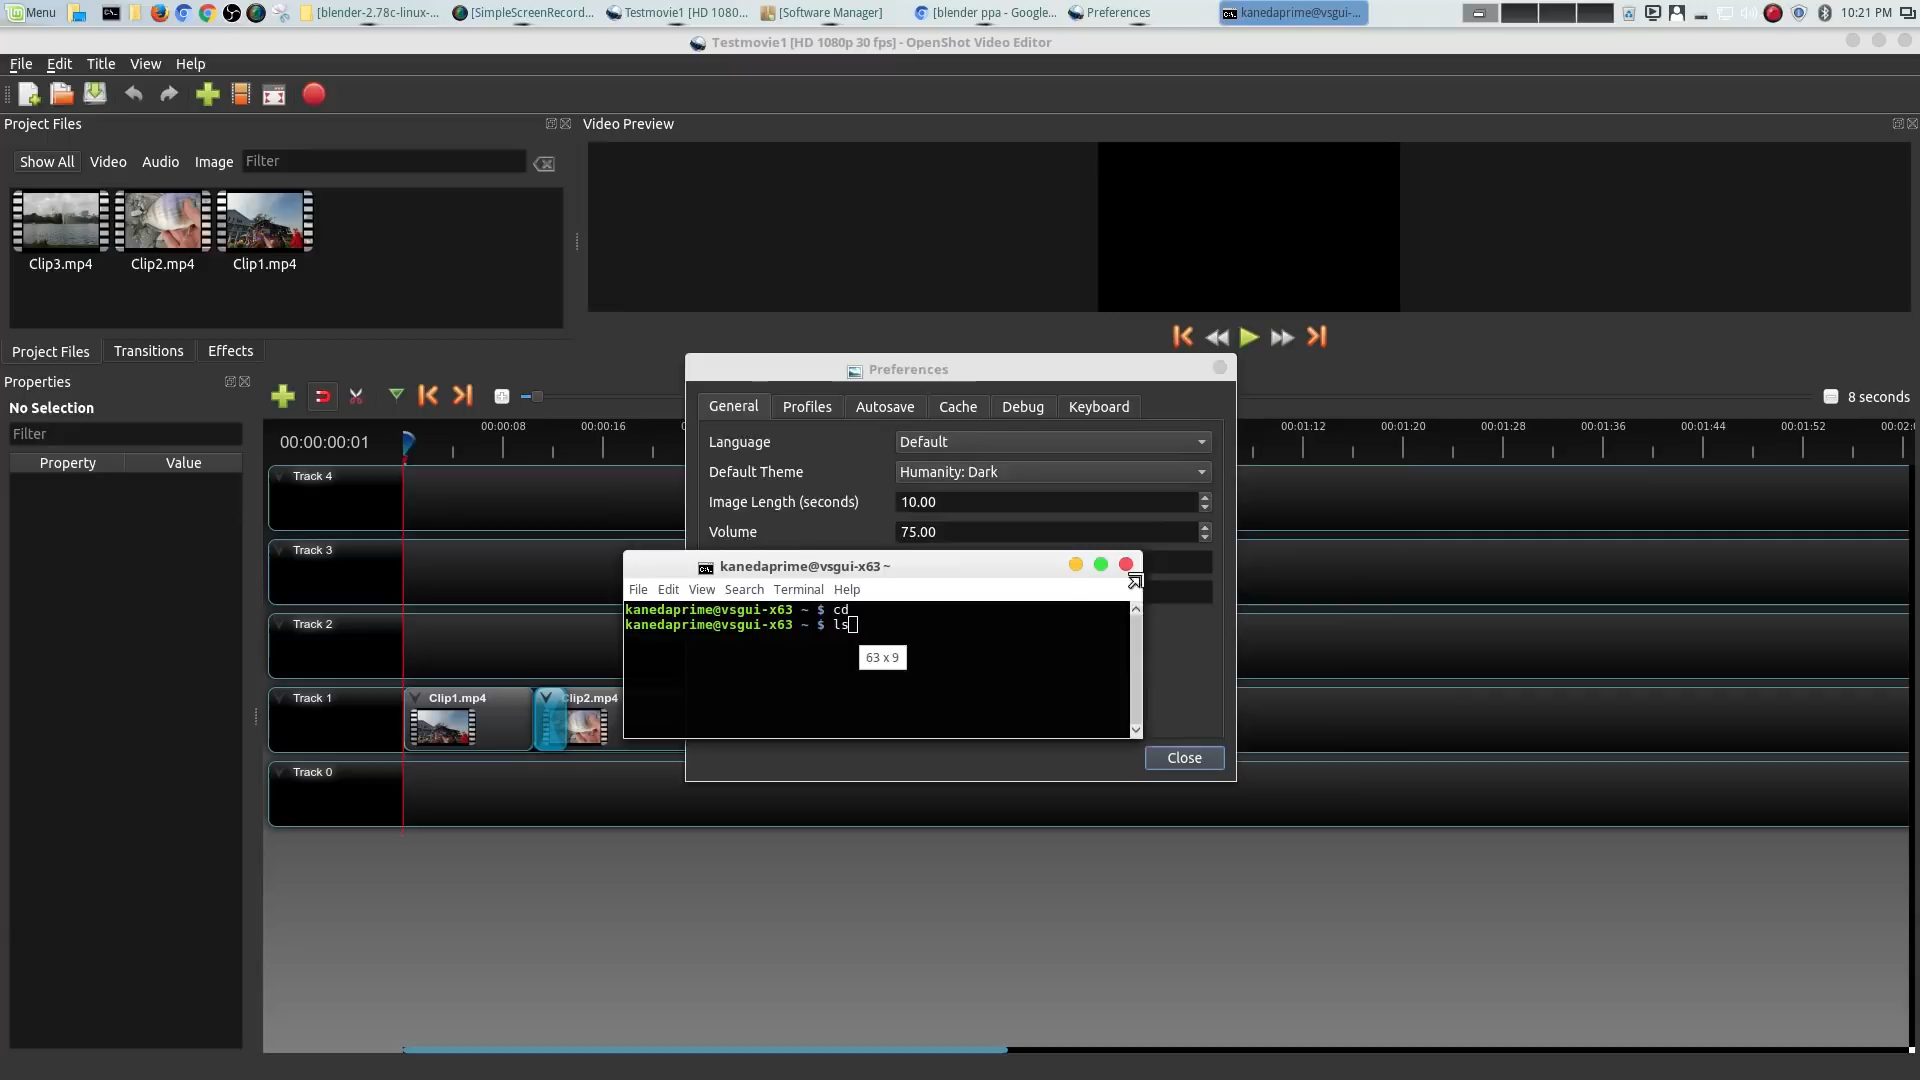 Menu [blender-2.78c-linux-... [SimpleScreenRecord... Testmovie1 [HD 1080... [Software Manager] [blender ppa - Google... Preferences kanedaprime@vsgui-... 10:21 PM
Testmovie1 [HD 1080p 30 fps] - OpenShot Video Editor
File Edit Title View Help
Project Files
Video Preview
Show All Video Audio Image Filter
Clip3.mp4 Clip2.mp4 Clip1.mp4
Project Files Transitions Effects
Properties
No Selection
Filter
Property Value
8 seconds
00:00:00:01
00:00:08 00:00:16 00:01:12 00:01:20 00:01:28 00:01:36 00:01:44 00:01:52
Track 4
Track 3
Track 2
Track 1 Clip1.mp4 Clip2.mp4
Track 0
Preferences
General Profiles Autosave Cache Debug Keyboard
Language Default
Default Theme Humanity: Dark
Image Length (seconds) 10.00
Volume 75.00
kanedaprime@vsgui-x63 ~
File Edit View Search Terminal Help
kanedaprime@vsgui-x63 ~ $ cd
kanedaprime@vsgui-x63 ~ $ ls
63 x 9
Close